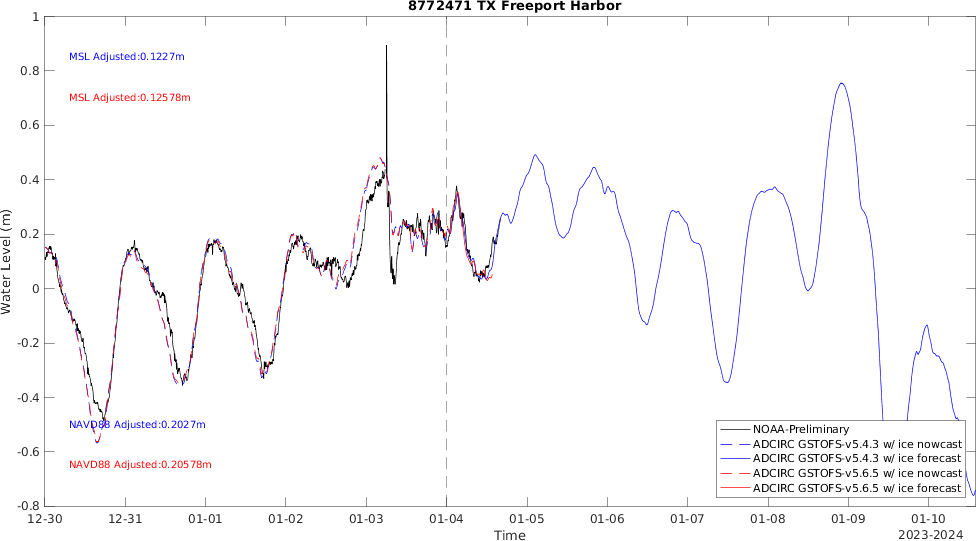 8772471 TX Freeport Harbor
MSL Adjusted:0.1227m
MSL Adjusted:0.12578m
NAVD88 Adjusted:0.2027m
NAVD88 Adjusted:0.20578m
Water Level (m)
1
0.8
0.6
0.4
0.2
0
-0.2
-0.4
-0.6
-0.8
NOAA-Preliminary
ADCIRC GSTOFS-v5.4.3 w/ ice nowcast
ADCIRC GSTOFS-v5.4.3 w/ ice forecast
ADCIRC GSTOFS-v5.6.5 w/ ice nowcast
ADCIRC GSTOFS-v5.6.5 w/ ice forecast
12-30 12-31 01-01 01-02 01-03 01-04 01-05 01-06 01-07 01-08 01-09 01-10
Time
2023-2024